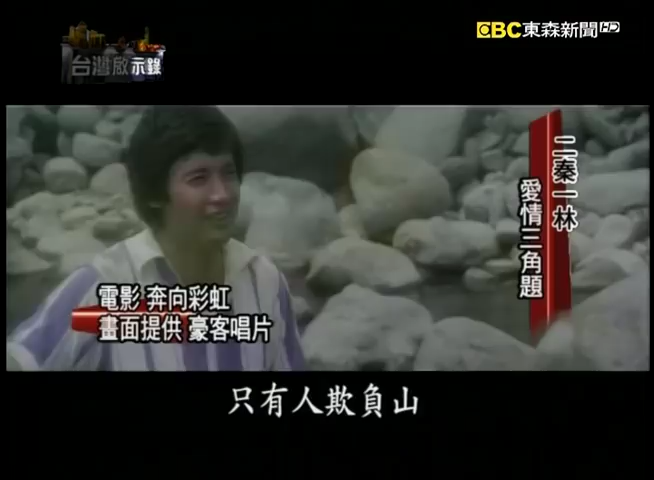 EBC東森新聞HD
台灣啟示錄
二秦一林
愛情三角題
電影 奔向彩虹
畫面提供 豪客唱片
只有人欺負山